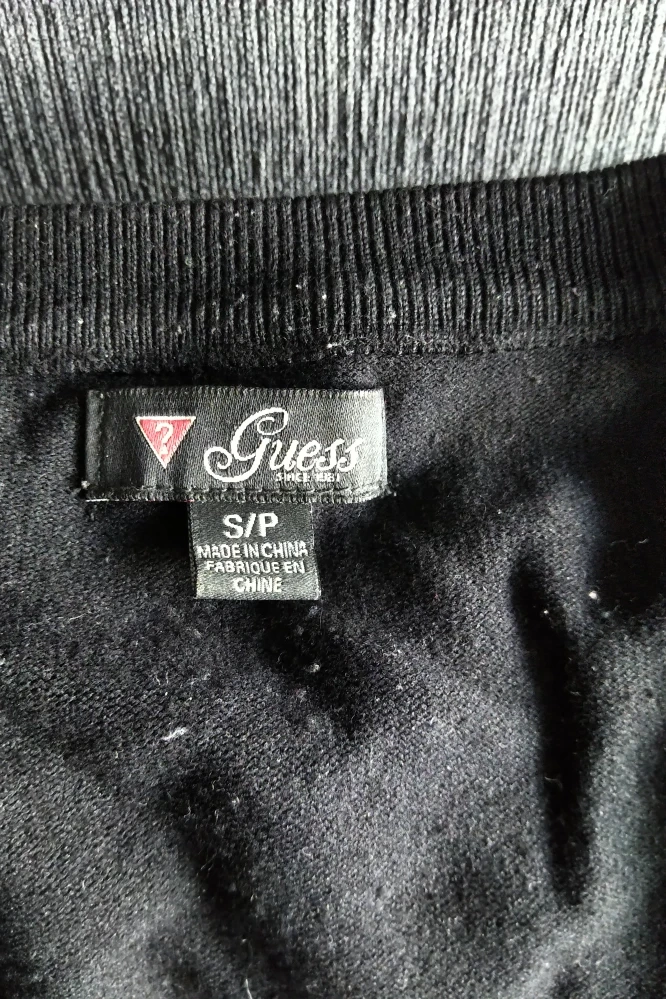 ?
Guess
SINCE 1981
S/P
MADE IN CHINA
FABRIQUE EN
CHINE